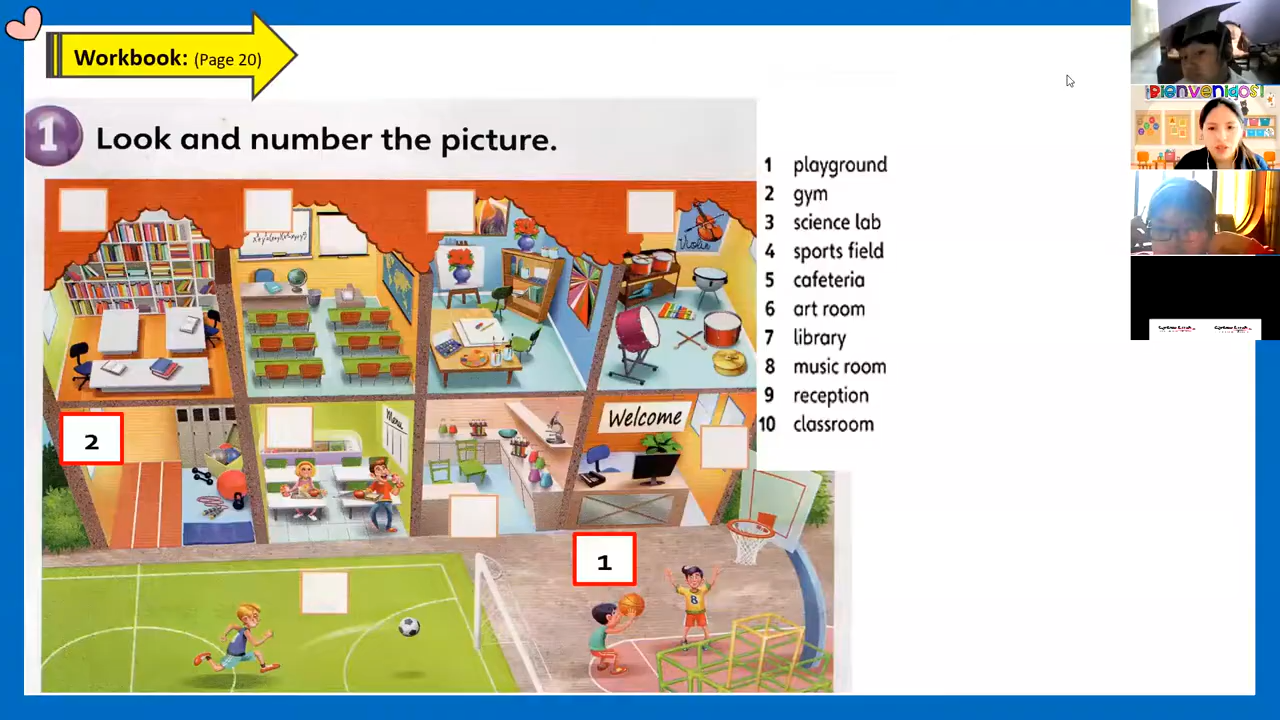 Workbook: (Page 20)
1 Look and number the picture.
1 playground
2 gym
3 science lab
4 sports field
5 cafeteria
6 art room
7 library
8 music room
9 reception
10 classroom
Violin
Menu
Welcome
2
1
8
¡BIENVENIDOS!